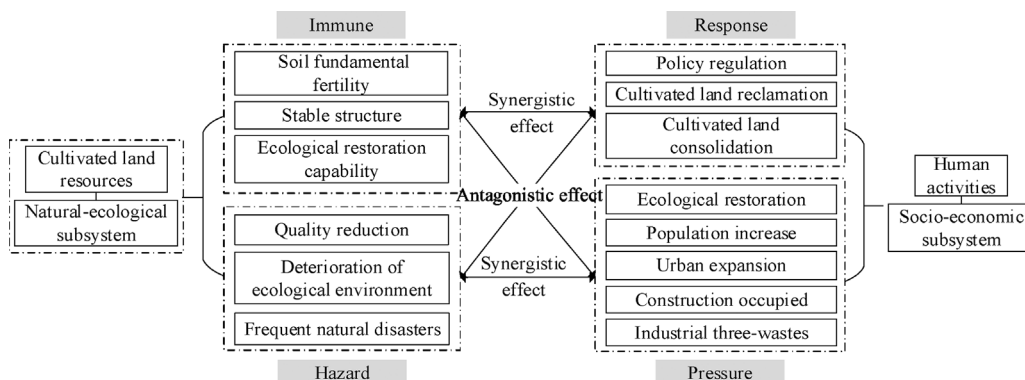 Immune
Response
Soil fundamental
fertility
Stable structure
Ecological restoration
capability
Policy regulation
Cultivated land reclamation
Cultivated land
consolidation
Synergistic
effect
Cultivated land
resources
Natural-ecological
subsystem
Antagonistic effect
Human
activities
Socio-economic
subsystem
Quality reduction
Deterioration of
ecological environment
Frequent natural disasters
Synergistic
effect
Ecological restoration
Population increase
Urban expansion
Construction occupied
Industrial three-wastes
Hazard
Pressure